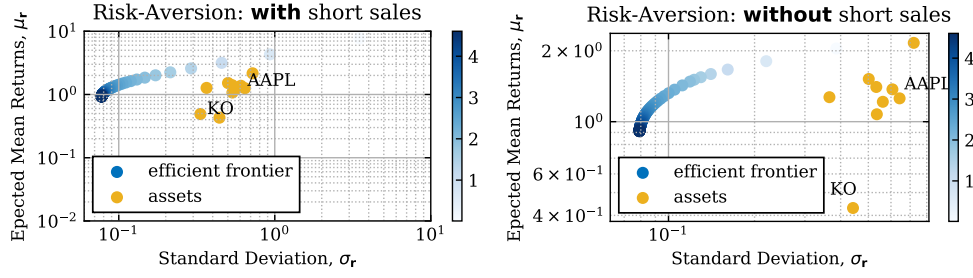 Risk-Aversion: with short sales
Epected Mean Returns, μr
10^1
10^0
10^−1
10^−2
10^−1
10^0
10^1
Standard Deviation, σr
AAPL
KO
efficient frontier
assets
4
3
2
1
Risk-Aversion: without short sales
Epected Mean Returns, μr
2 × 10^0
10^0
6 × 10^−1
4 × 10^−1
10^−1
Standard Deviation, σr
AAPL
KO
efficient frontier
assets
4
3
2
1